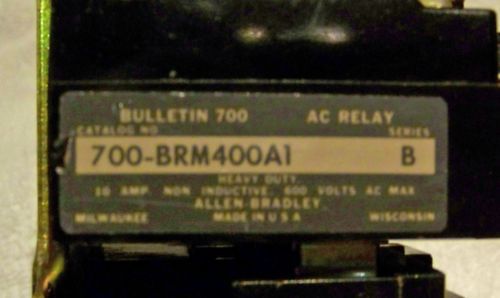 BULLETIN 700 AC RELAY
CATALOG NO SERIES
700-BRM400A1 B
HEAVY DUTY
10 AMP. NON INDUCTIVE, 600 VOLTS AC MAX
ALLEN-BRADLEY
MILWAUKEE MADE IN U S A WISCONSIN